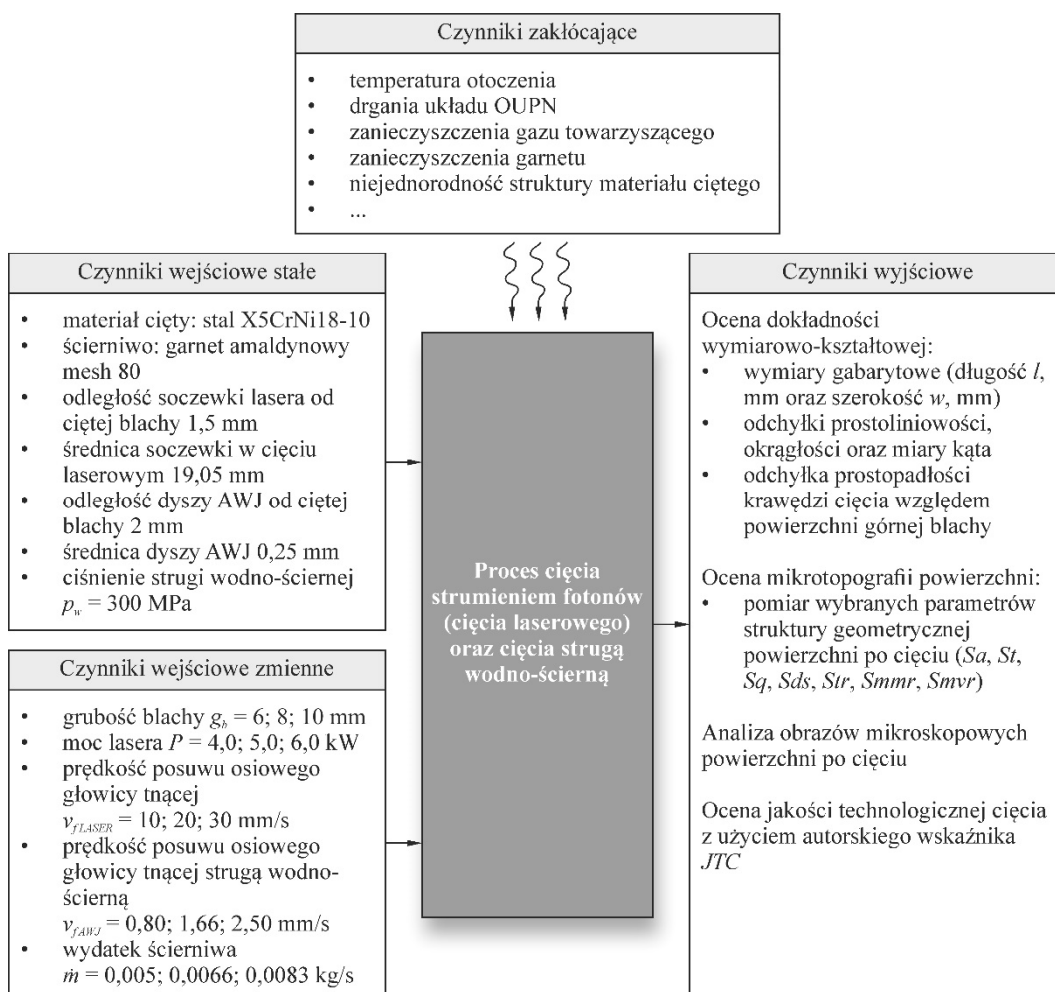 Czynniki zakłócające
• temperatura otoczenia
• drgania układu OUPN
• zanieczyszczenia gazu towarzyszącego
• zanieczyszczenia garnetu
• niejednorodność struktury materiału ciętego
• ...
Czynniki wejściowe stałe
• materiał cięty: stal X5CrNi18-10
• ścierniwo: garnet amaldynowy
mesh 80
• odległość soczewki lasera od
ciętej blachy 1,5 mm
• średnica soczewki w cięciu
laserowym 19,05 mm
• odległość dyszy AWJ od ciętej
blachy 2 mm
• średnica dyszy AWJ 0,25 mm
• ciśnienie strugi wodno-ściernej
p_w = 300 MPa
Czynniki wejściowe zmienne
• grubość blachy g_b = 6; 8; 10 mm
• moc lasera P = 4,0; 5,0; 6,0 kW
• prędkość posuwu osiowego
głowicy tnącej
v_fLASER = 10; 20; 30 mm/s
• prędkość posuwu osiowego
głowicy tnącej strugą wodno-
ścierną
v_fAWJ = 0,80; 1,66; 2,50 mm/s
• wydatek ścierniwa
ṁ = 0,005; 0,0066; 0,0083 kg/s
Proces cięcia
strumieniem fotonów
(cięcia laserowego)
oraz cięcia strugą
wodno-ścierną
Czynniki wyjściowe
Ocena dokładności
wymiarowo-kształtowej:
• wymiary gabarytowe (długość l,
mm oraz szerokość w, mm)
• odchyłki prostoliniowości,
okrągłości oraz miary kąta
• odchyłka prostopadłości
krawędzi cięcia względem
powierzchni górnej blachy
Ocena mikrotopografii powierzchni:
• pomiar wybranych parametrów
struktury geometrycznej
powierzchni po cięciu (Sa, St,
Sq, Sds, Str, Smmr, Smvr)
Analiza obrazów mikroskopowych
powierzchni po cięciu
Ocena jakości technologicznej cięcia
z użyciem autorskiego wskaźnika
JTC